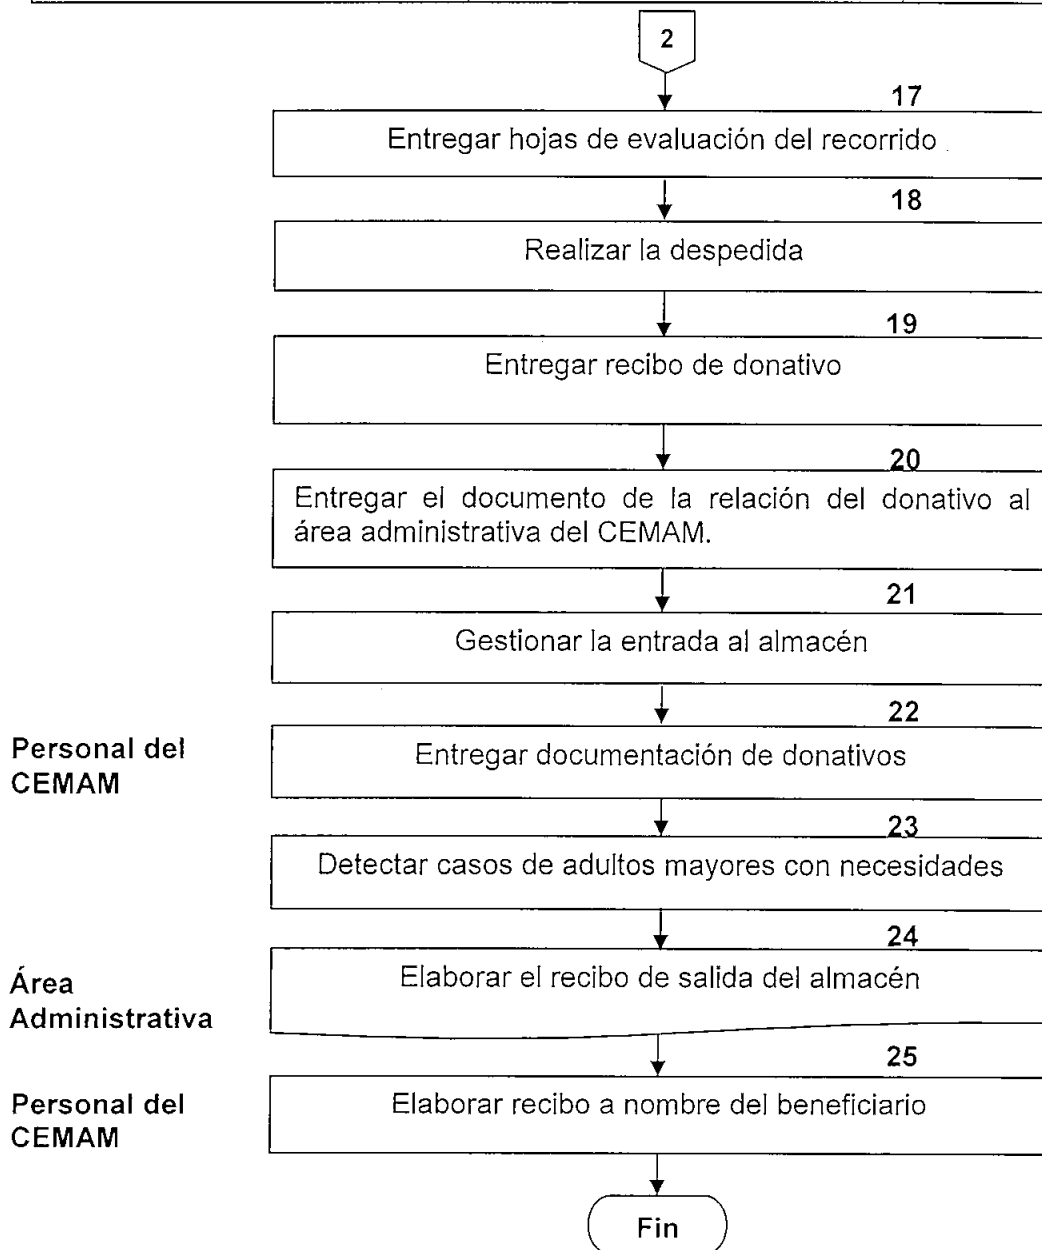 2
17
Entregar hojas de evaluación del recorrido
18
Realizar la despedida
19
Entregar recibo de donativo
20
Entregar el documento de la relación del donativo al
área administrativa del CEMAM.
21
Gestionar la entrada al almacén
22
Personal del
CEMAM
Entregar documentación de donativos
23
Detectar casos de adultos mayores con necesidades
24
Área
Administrativa
Elaborar el recibo de salida del almacén
25
Personal del
CEMAM
Elaborar recibo a nombre del beneficiario
Fin